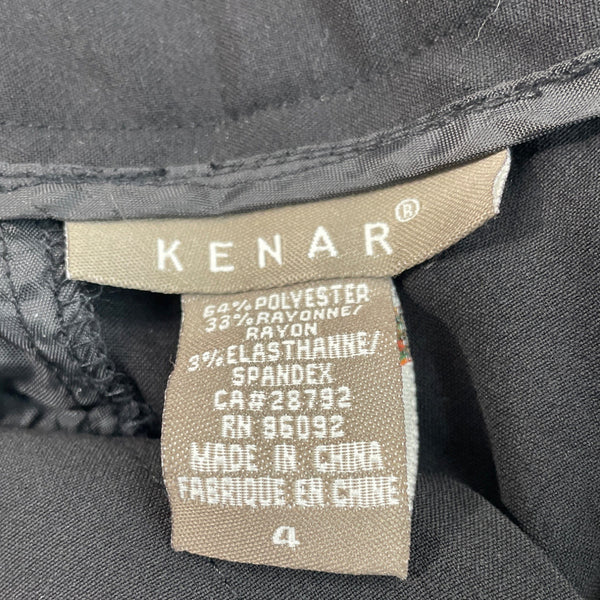 KENAR®
64% POLYESTER
33% RAYONNE/
RAYON
3% ELASTHANNE/
SPANDEX
CA#28792
RN 96092
MADE IN CHINA
FABRIQUE EN CHINE
4